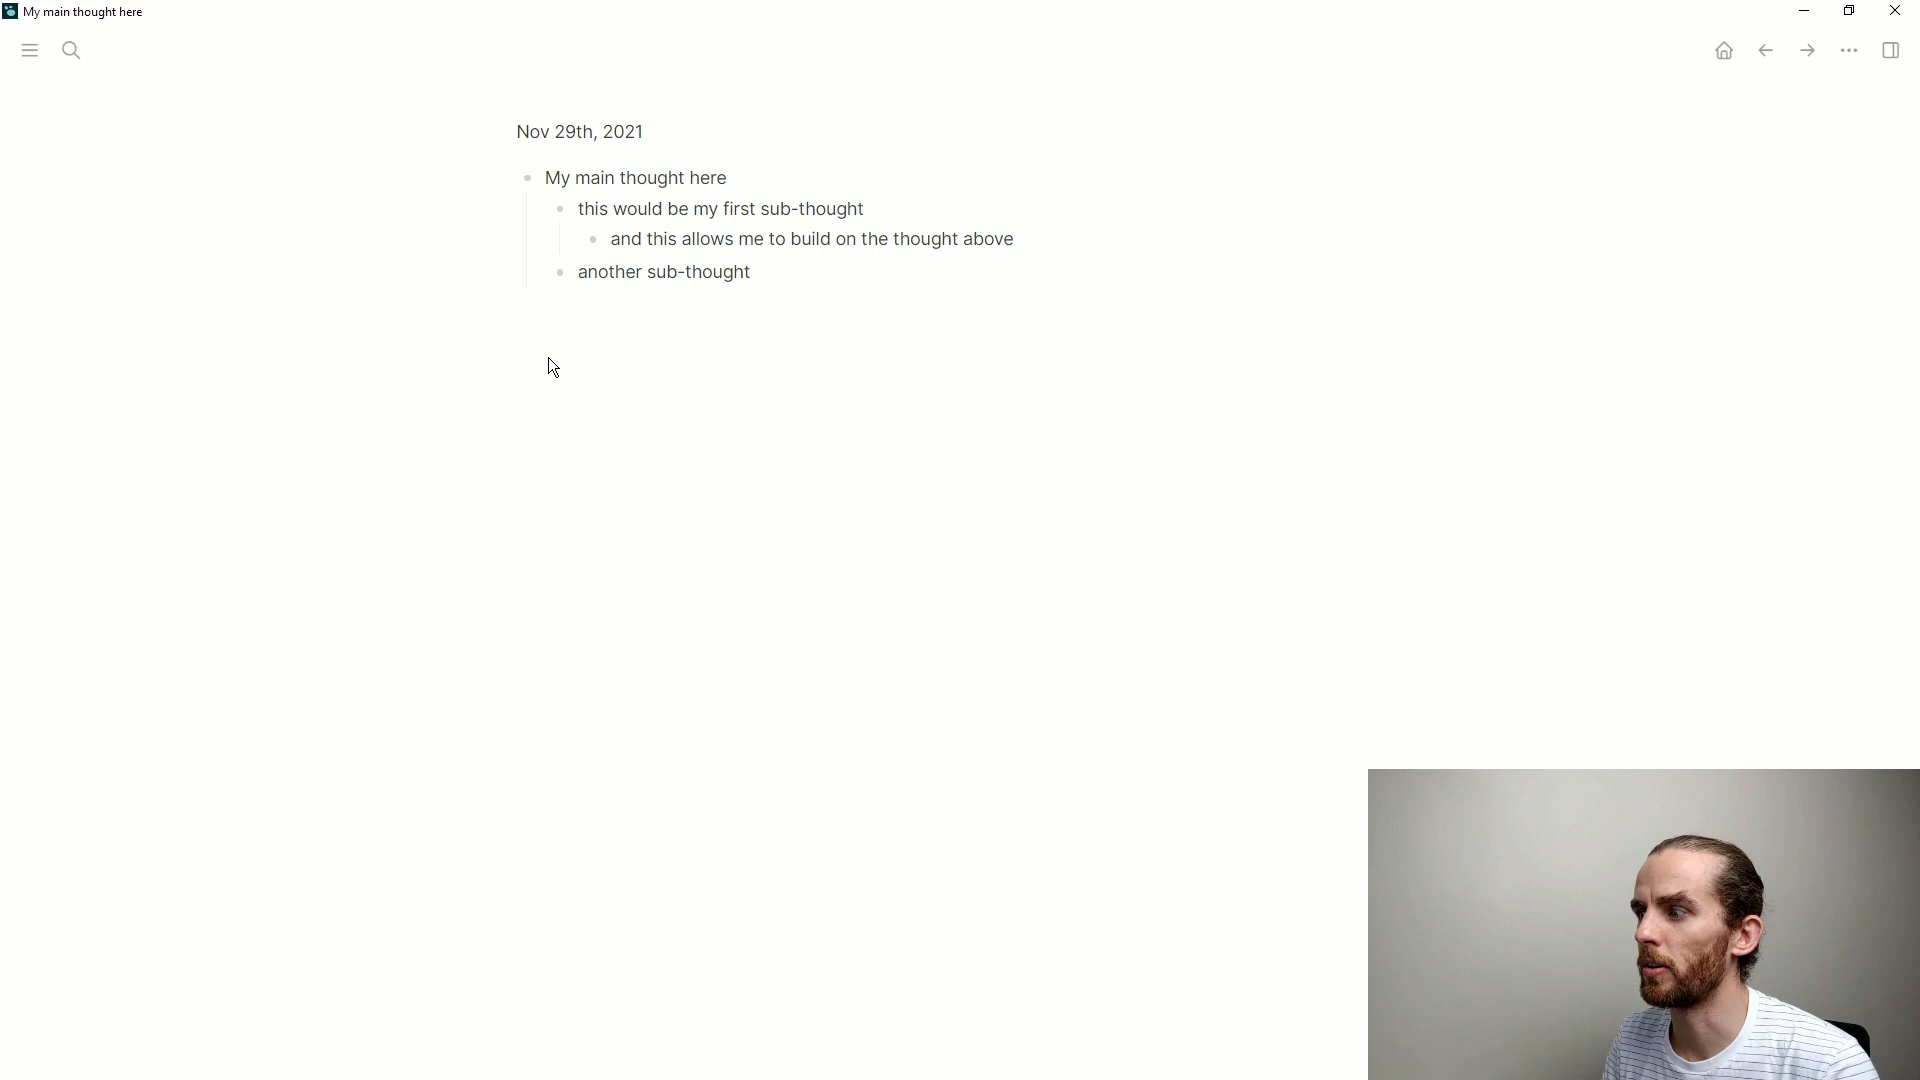 My main thought here
Nov 29th, 2021
My main thought here
this would be my first sub-thought
and this allows me to build on the thought above
another sub-thought